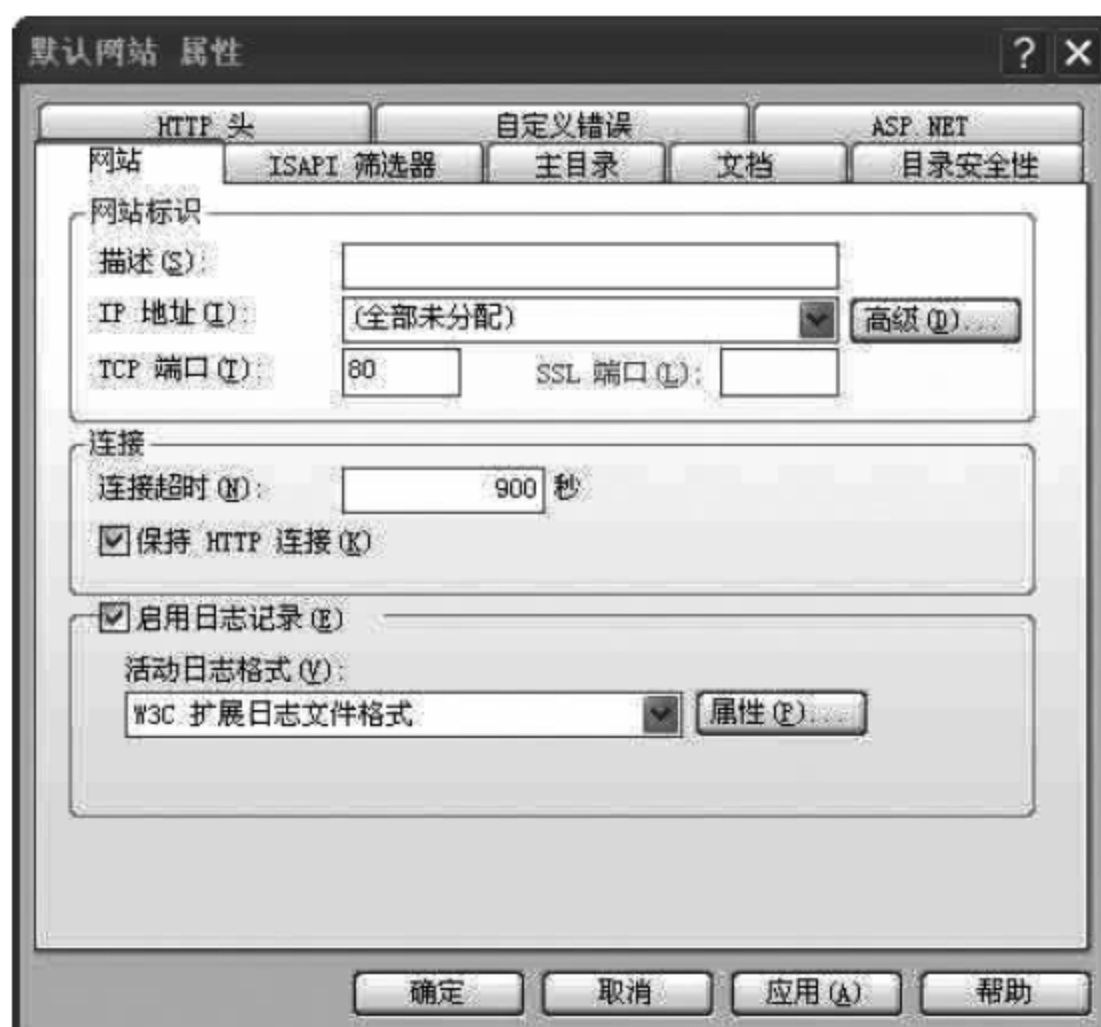 默认网站 属性
HTTP 头 自定义错误 ASP.NET
网站 ISAPI 筛选器 主目录 文档 目录安全性
网站标识
描述(S):
IP 地址(I): (全部未分配) 高级(D)...
TCP 端口(T): 80 SSL 端口(L):
连接
连接超时(N): 900 秒
保持 HTTP 连接(K)
启用日志记录(E)
活动日志格式(V):
W3C 扩展日志文件格式 属性(P)...
确定 取消 应用(A) 帮助